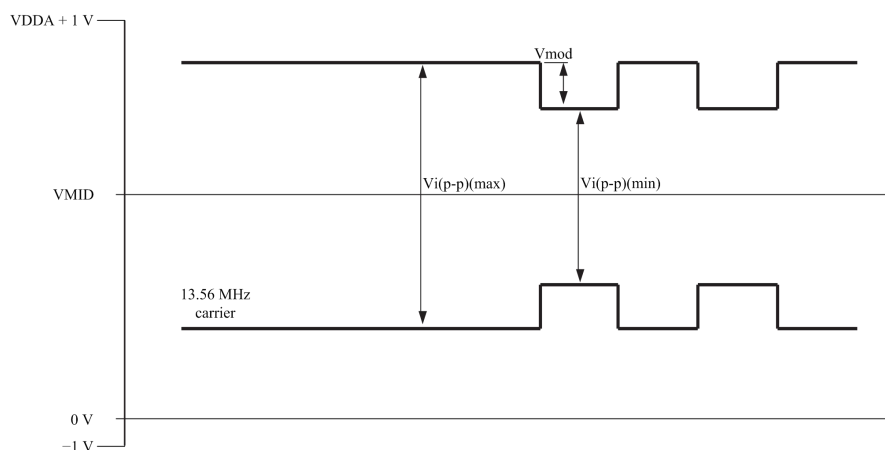 VDDA + 1 V
Vmod
VMID
Vi(p-p)(max)
Vi(p-p)(min)
13.56 MHz
carrier
0 V
−1 V